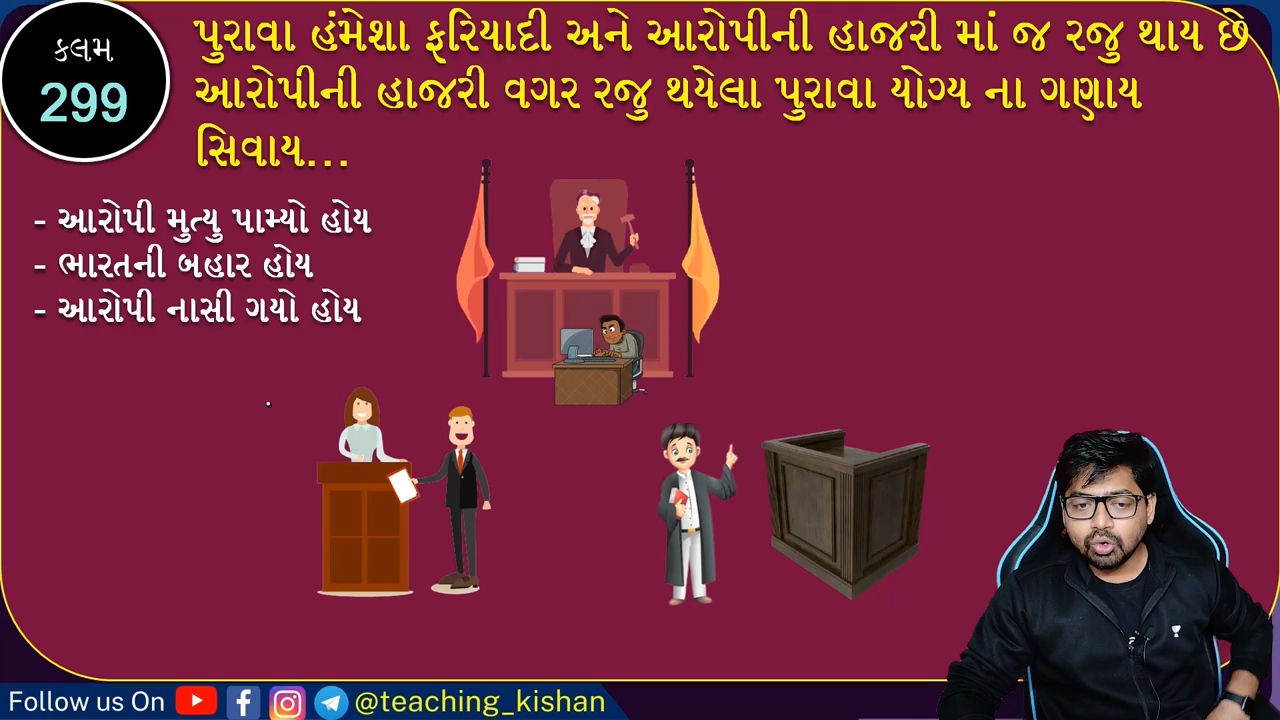 કલમ
299
પુરાવા હંમેશા ફરિયાદી અને આરોપીની હાજરી માં જ રજુ થાય છે
આરોપીની હાજરી વગર રજુ થયેલા પુરાવા યોગ્ય ના ગણાય
સિવાય...
- આરોપી મુત્યુ પામ્યો હોય
- ભારતની બહાર હોય
- આરોપી નાસી ગયો હોય
Follow us On @teaching_kishan